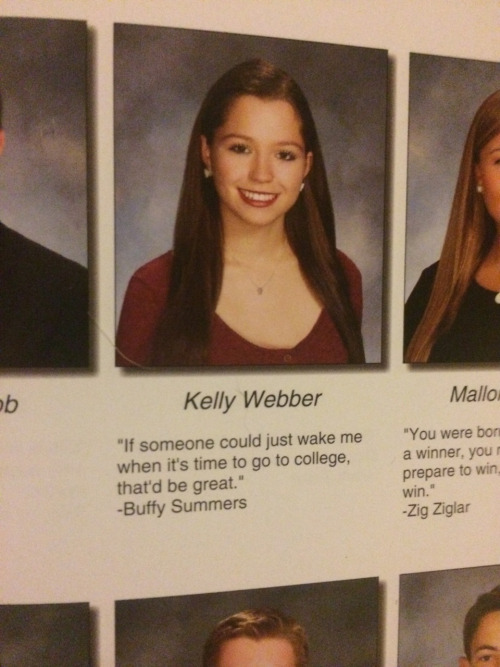 ob
Kelly Webber
"If someone could just wake me
when it's time to go to college,
that'd be great."
-Buffy Summers
Mallo
"You were bor
a winner, you
prepare to win
win."
-Zig Ziglar